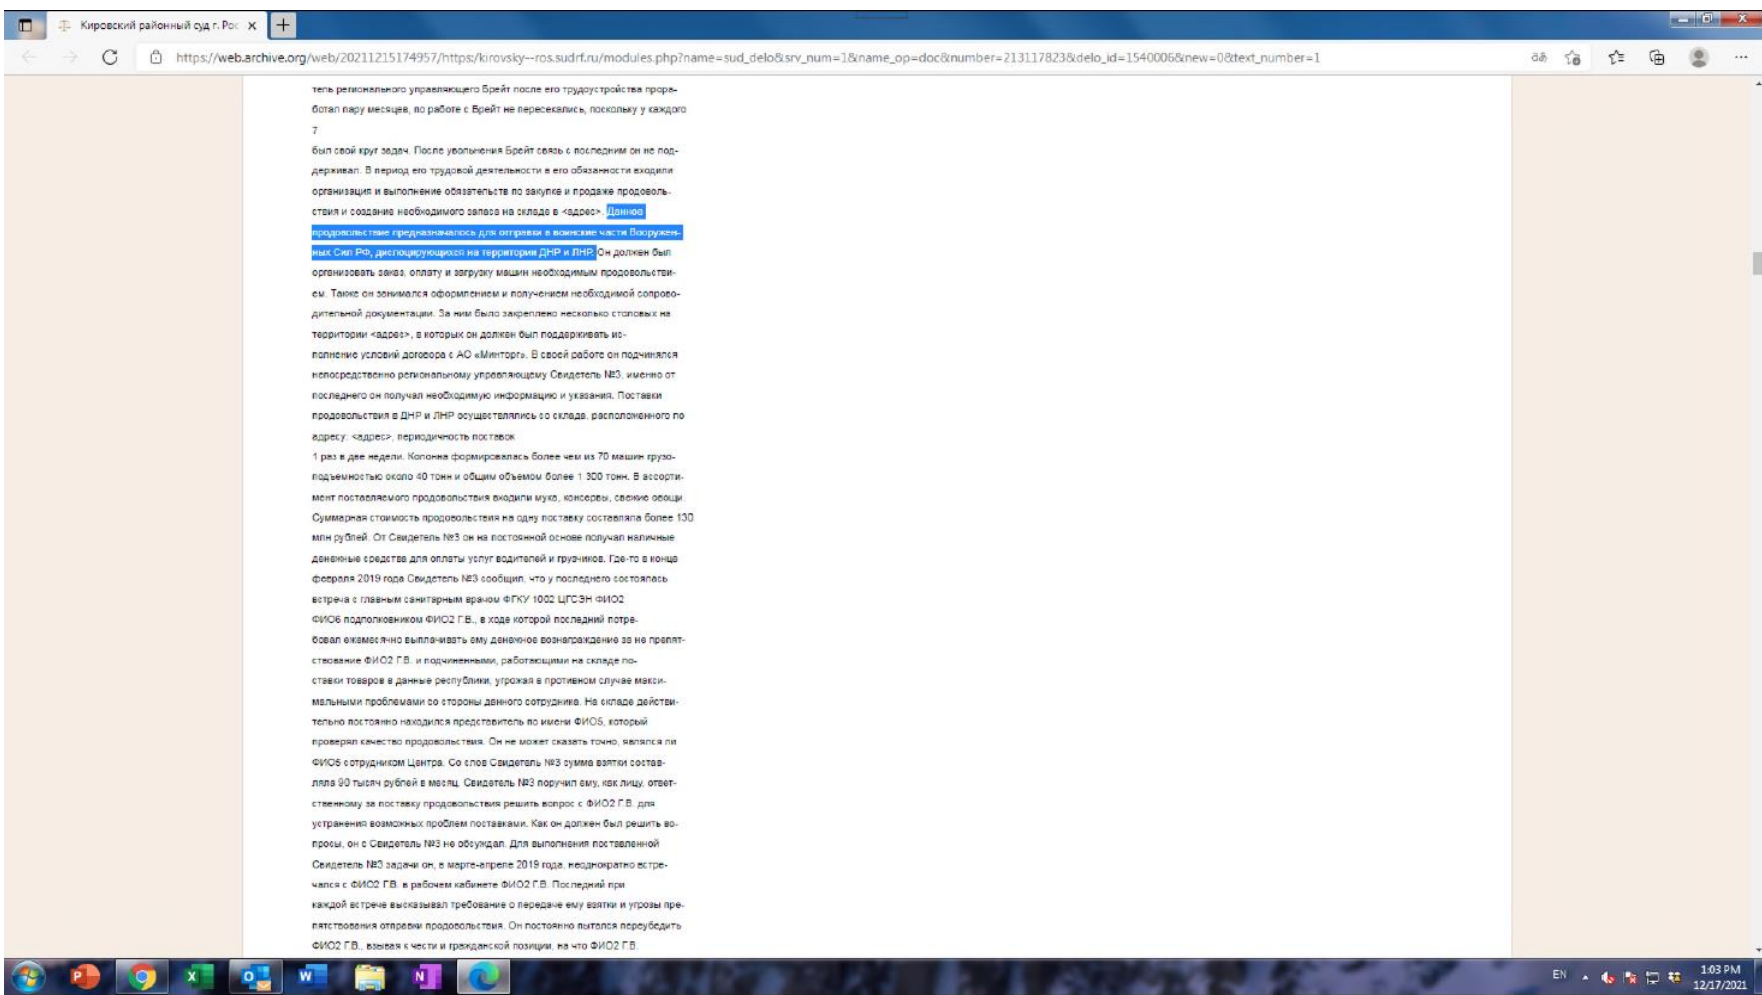 Кировский районный суд г. Рос
https://web.archive.org/web/20211215174957/https:/kirovsky--ros.sudrf.ru/modules.php?name=sud_delo&srv_num=1&name_op=doc&number=213117823&delo_id=1540006&new=0&text_number=1
тель регионального управляющего Брейт после его трудоустройства прора-
ботал пару месяцев, по работе с Брейт не пересекались, поскольку у каждого
7
был свой круг задач. После увольнения Брейт связь с последним он не под-
держивал. В период его трудовой деятельности в его обязанности входили
организация и выполнение обязательств по закупке и продаже продоволь-
ствия и создание необходимого запаса на складе в <адрес>. Данное
продовольствие предназначалось для отправки в воинские части Вооружен-
ных Сил РФ, дислоцирующихся на территории ДНР и ЛНР. Он должен был
организовать заказ, оплату и загрузку машин необходимым продовольстви-
ем. Также он занимался оформлением и получением необходимой сопрово-
дительной документации. За ним было закреплено несколько столовых на
территории <адрес>, в которых он должен был поддерживать ис-
полнение условий договора с АО «Минторг». В своей работе он подчинялся
непосредственно региональному управляющему Свидетель №3, именно от
последнего он получал необходимую информацию и указания. Поставки
продовольствия в ДНР и ЛНР осуществлялись со склада, расположенного по
адресу: <адрес>, периодичность поставок
1 раз в две недели. Колонна формировалась более чем из 70 машин грузо-
подъемностью около 40 тонн и общим объемом более 1 300 тонн. В ассорти-
мент поставляемого продовольствия входили мука, консервы, свежие овощи.
Суммарная стоимость продовольствия на одну поставку составляла более 130
млн рублей. От Свидетель №3 он на постоянной основе получал наличные
денежные средства для оплаты услуг водителей и грузчиков. Где-то в конце
февраля 2019 года Свидетель №3 сообщил, что у последнего состоялась
встреча с главным санитарным врачом ФГКУ 1002 ЦГСЭН ФИО2
ФИО6 подполковником ФИО2 Г.В., в ходе которой последний потре-
бовал ежемесячно выплачивать ему денежное вознаграждение за не препят-
ствование ФИО2 Г.В. и подчиненными, работающими на складе по-
ставки товаров в данные республики, угрожая в противном случае макси-
мальными проблемами со стороны данного сотрудника. На складе действи-
тельно постоянно находился представитель по имени ФИО5, который
проверял качество продовольствия. Он не может сказать точно, являлся ли
ФИО5 сотрудником Центра. Со слов Свидетель №3 сумма взятки состав-
ляла 90 тысяч рублей в месяц. Свидетель №3 поручил ему, как лицу, ответ-
ственному за поставку продовольствия решить вопрос с ФИО2 Г.В. для
устранения возможных проблем поставками. Как он должен был решить во-
просы, он с Свидетель №3 не обсуждал. Для выполнения поставленной
Свидетель №3 задачи он, в марте-апреле 2019 года, неоднократно встре-
чался с ФИО2 Г.В. в рабочем кабинете ФИО2 Г.В. Последний при
каждой встрече высказывал требование о передаче ему взятки и угрозы пре-
пятствования отправки продовольствия. Он постоянно пытался переубедить
ФИО2 Г.В., взывая к чести и гражданской позиции, на что ФИО2 Г.В.
EN
1:03 PM
12/17/2021